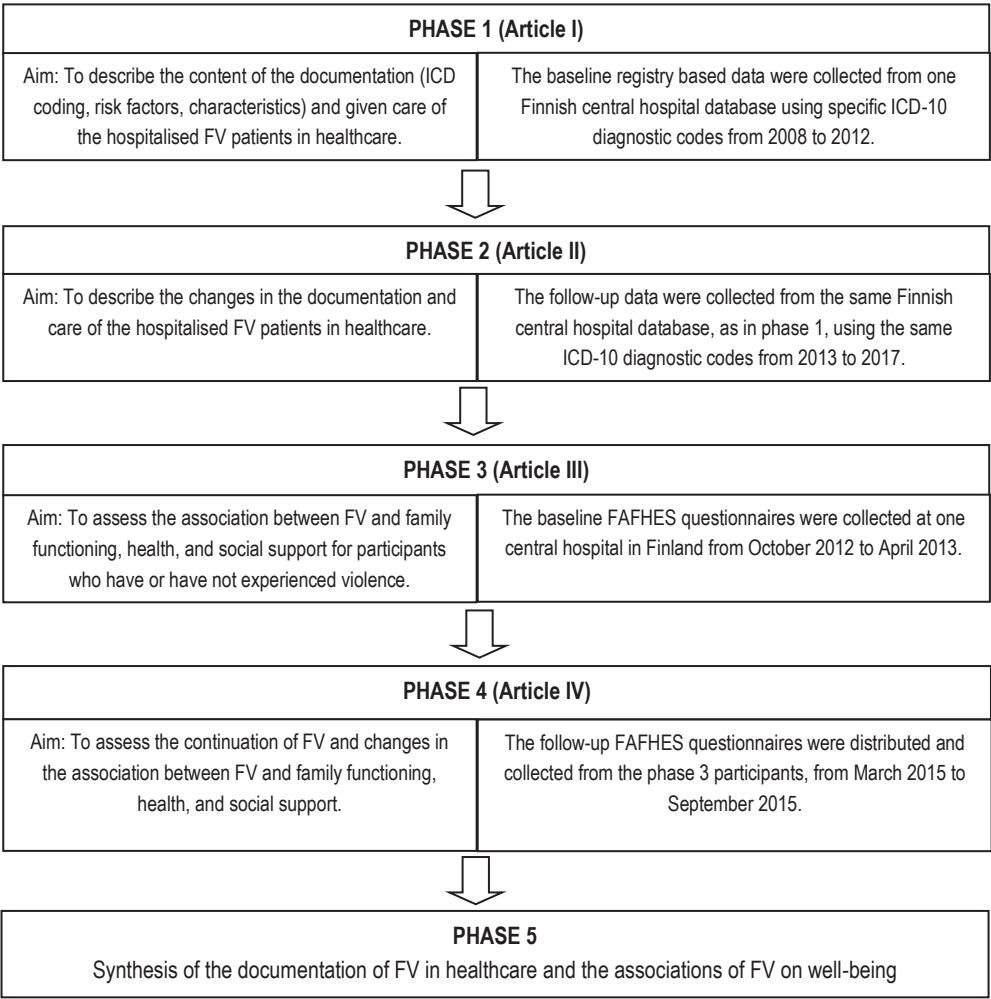 PHASE 1 (Article I)
Aim: To describe the content of the documentation (ICD
coding, risk factors, characteristics) and given care of
the hospitalised FV patients in healthcare.
The baseline registry based data were collected from one
Finnish central hospital database using specific ICD-10
diagnostic codes from 2008 to 2012.
PHASE 2 (Article II)
Aim: To describe the changes in the documentation and
care of the hospitalised FV patients in healthcare.
The follow-up data were collected from the same Finnish
central hospital database, as in phase 1, using the same
ICD-10 diagnostic codes from 2013 to 2017.
PHASE 3 (Article III)
Aim: To assess the association between FV and family
functioning, health, and social support for participants
who have or have not experienced violence.
The baseline FAFHES questionnaires were collected at one
central hospital in Finland from October 2012 to April 2013.
PHASE 4 (Article IV)
Aim: To assess the continuation of FV and changes in
the association between FV and family functioning,
health, and social support.
The follow-up FAFHES questionnaires were distributed and
collected from the phase 3 participants, from March 2015 to
September 2015.
PHASE 5
Synthesis of the documentation of FV in healthcare and the associations of FV on well-being